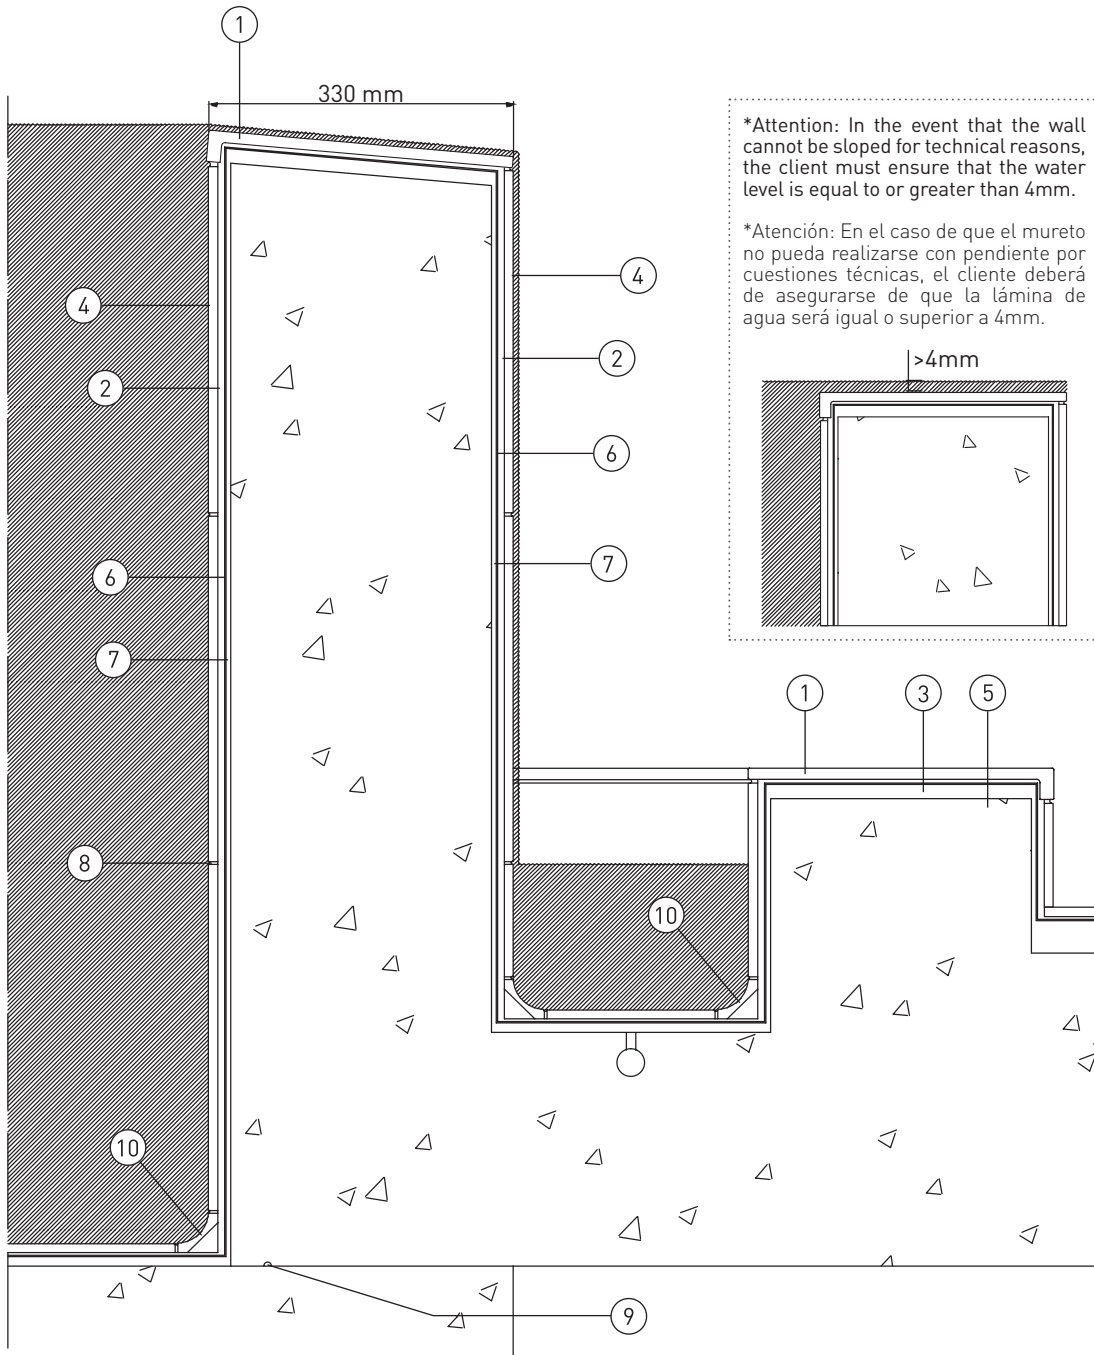 1
330 mm
*Attention: In the event that the wall
cannot be sloped for technical reasons,
the client must ensure that the water
level is equal to or greater than 4mm.
*Atención: En el caso de que el mureto
no pueda realizarse con pendiente por
cuestiones técnicas, el cliente deberá
de asegurarse de que la lámina de
agua será igual o superior a 4mm.
>4mm
4
4
2
2
6
6
7
7
1
3
5
8
10
10
9